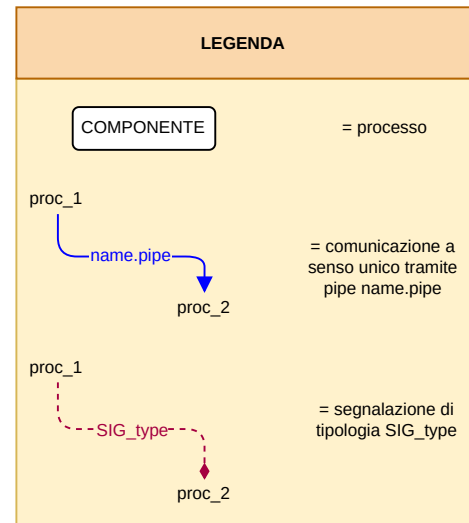 LEGENDA
COMPONENTE
= processo
proc_1
name.pipe
proc_2
= comunicazione a
senso unico tramite
pipe name.pipe
proc_1
SIG_type
proc_2
= segnalazione di
tipologia SIG_type